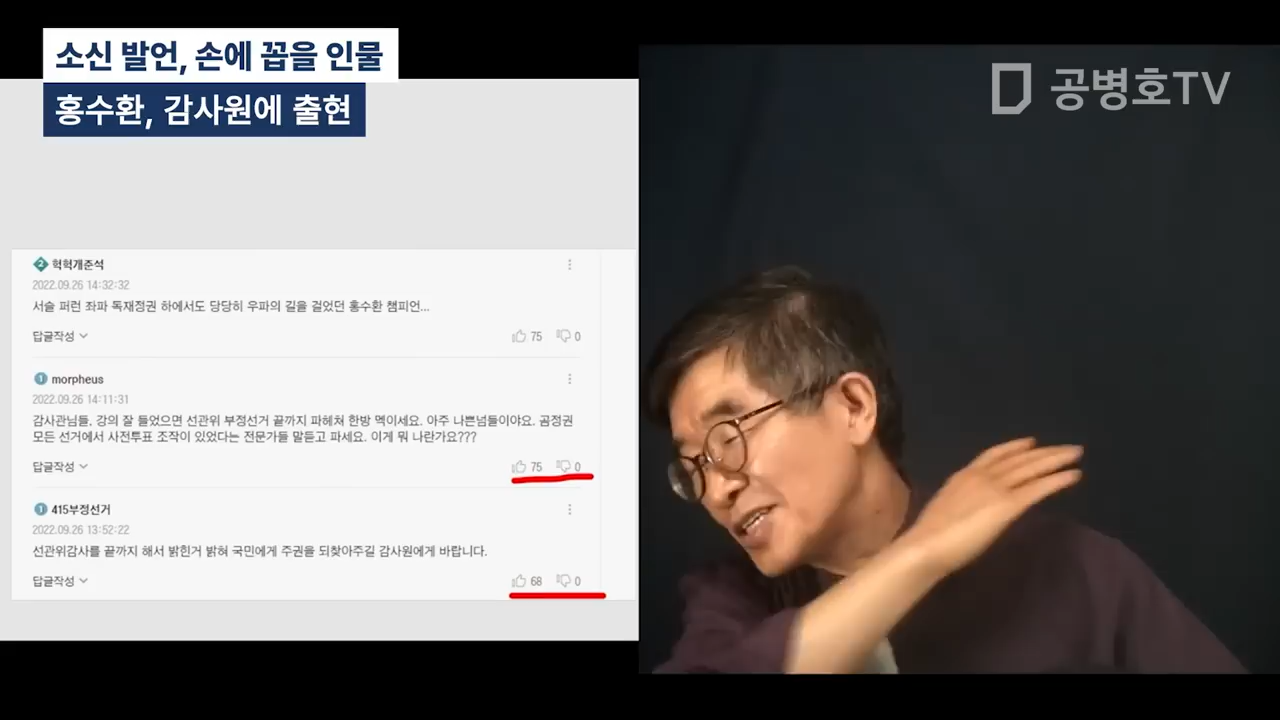 소신 발언, 손에 꼽을 인물
홍수환, 감사원에 출현
공병호TV
2 헉헉개준석
2022.09.26 14:32:32
서슬 퍼런 좌파 독재정권 하에서도 당당히 우파의 길을 걸었던 홍수환 챔피언...
답글작성
75 0
1 morpheus
2022.09.26 14:11:31
감사관님들, 강의 잘 들었으면 선관위 부정선거 끝까지 파헤쳐 한방 멕이세요. 아주 나쁜넘들이야요. 곰정권
모든 선거에서 사전투표 조작이 있었다는 전문가들 말듣고 파세요. 이게 뭐 나란가요???
답글작성
75 0
1 415부정선거
2022.09.26 13:52:22
선관위감사를 끝까지 해서 밝힌거 밝혀 국민에게 주권을 되찾아주길 감사원에게 바랍니다.
답글작성
68 0